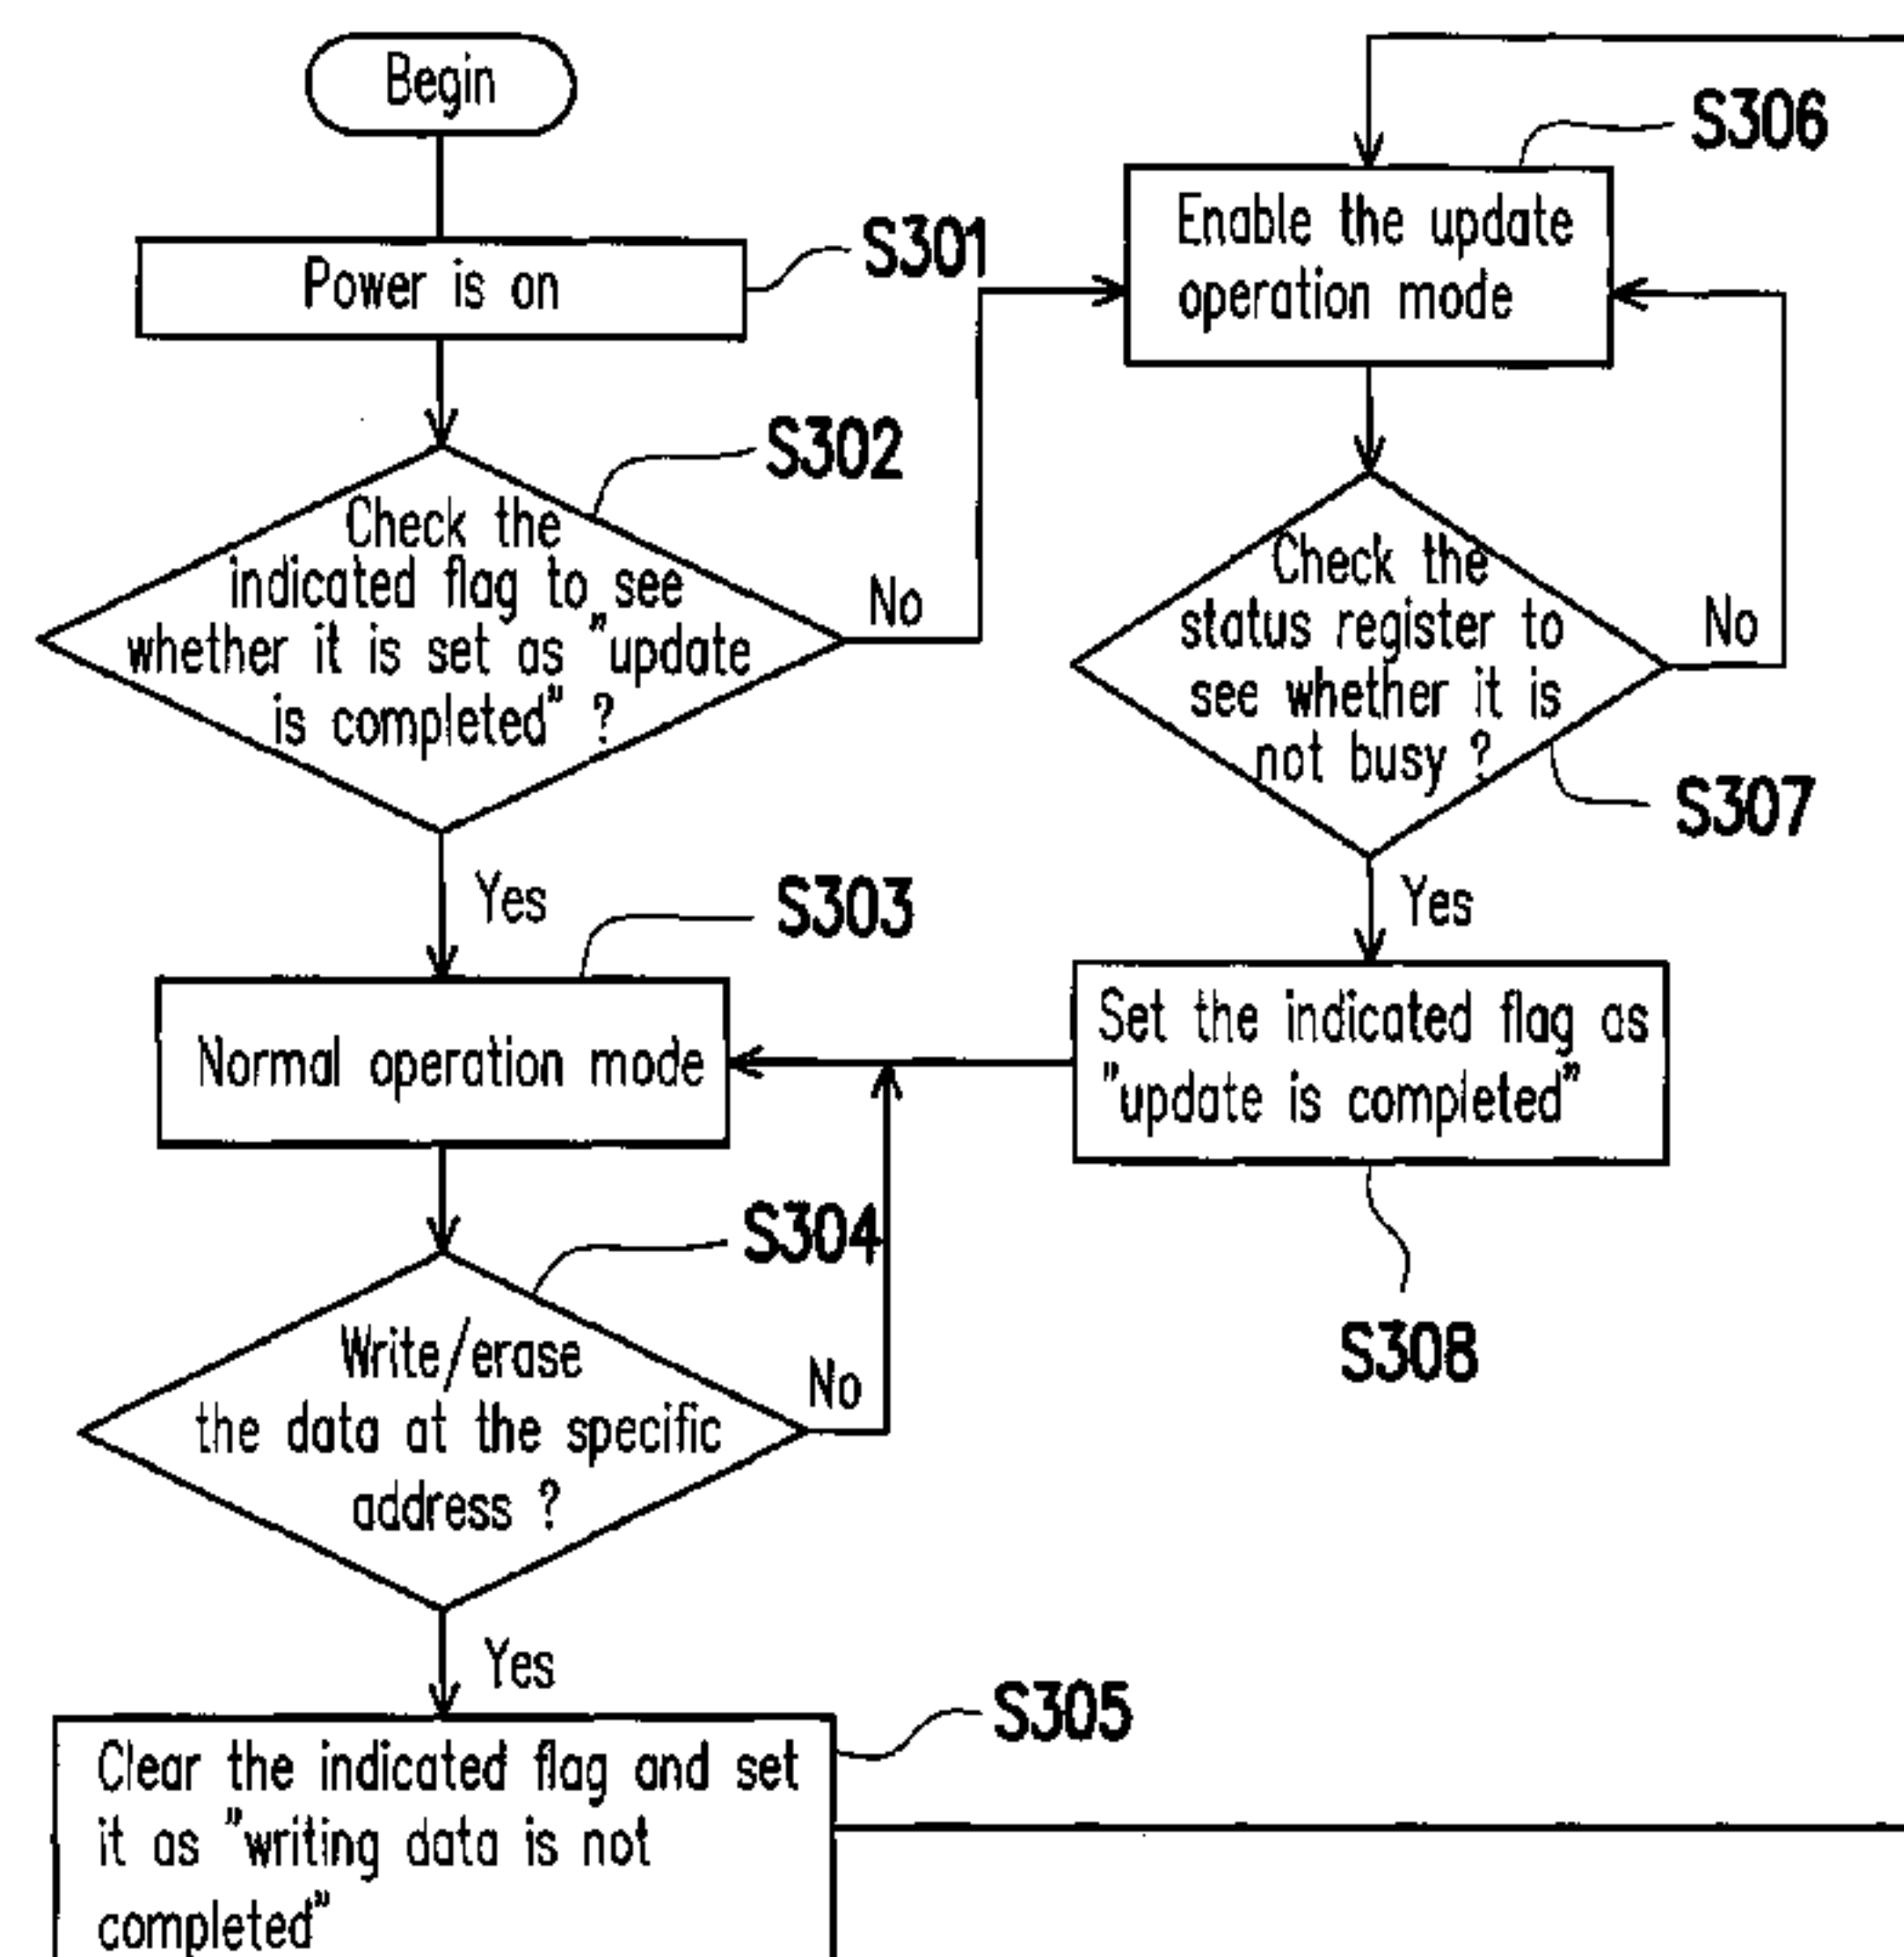 Begin
Power is on
S301
Check the
indicated flag to see
whether it is set as "update
is completed" ?
S302
No
Yes
S303
Normal operation mode
S304
Write/erase
the data at the specific
address ?
No
Yes
S305
Clear the indicated flag and set
it as "writing data is not
completed"
S306
Enable the update
operation mode
Check the
status register to
see whether it is
not busy ?
No
S307
Yes
Set the indicated flag as
"update is completed"
S308